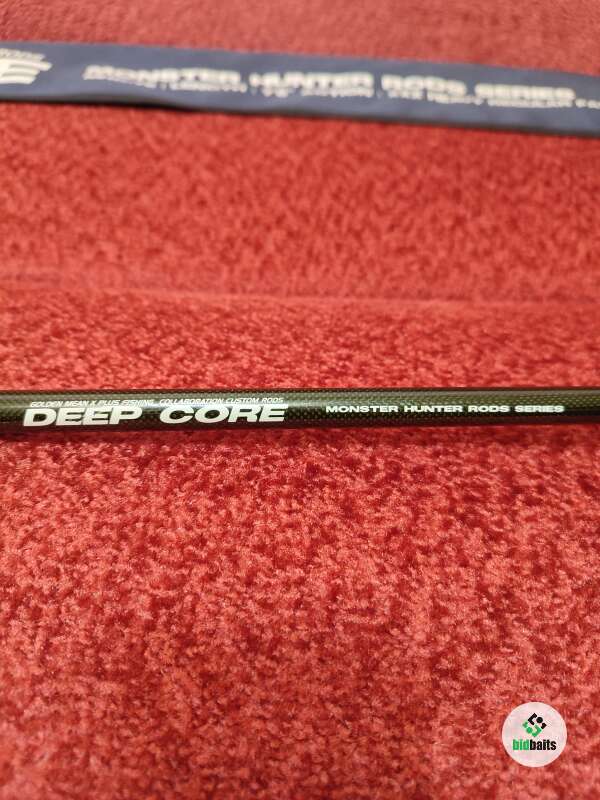 MONSTER HUNTER RODS SERIES
GOLDEN MEAN X PLUS FISHING, COLLABORATION CUSTOM RODS
DEEP CORE
MONSTER HUNTER RODS SERIES
bidbaits